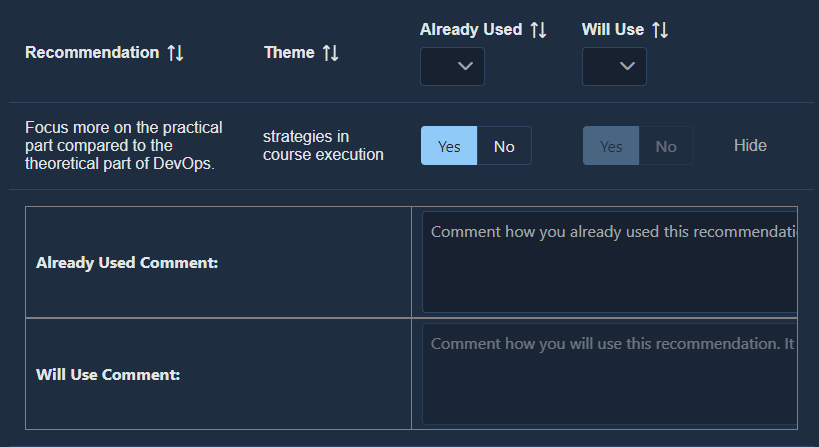 Already Used
Will Use
Recommendation
Theme
Focus more on the practical
part compared to the
theoretical part of DevOps.
strategies in
course execution
Yes
No
Yes
No
Hide
Already Used Comment:
Comment how you already used this recommendati
Will Use Comment:
Comment how you will use this recommendation. It